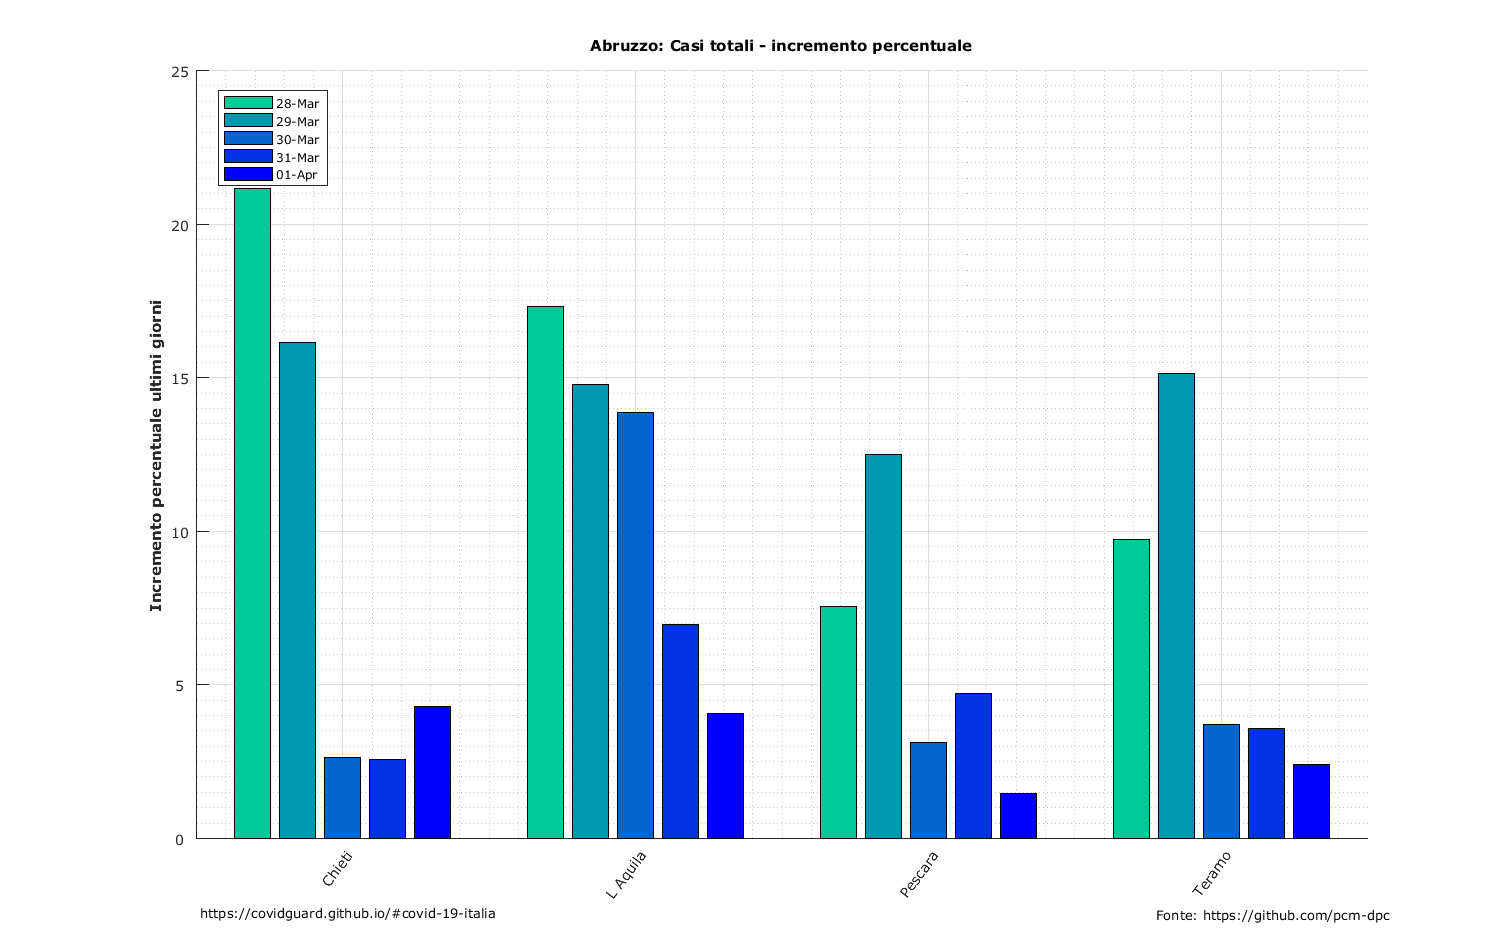 Abruzzo: Casi totali - incremento percentuale
Incremento percentuale ultimi giorni
25
20
15
10
5
0
28-Mar
29-Mar
30-Mar
31-Mar
01-Apr
Chieti
L Aquila
Pescara
Teramo
https://covidguard.github.io/#covid-19-italia
Fonte: https://github.com/pcm-dpc